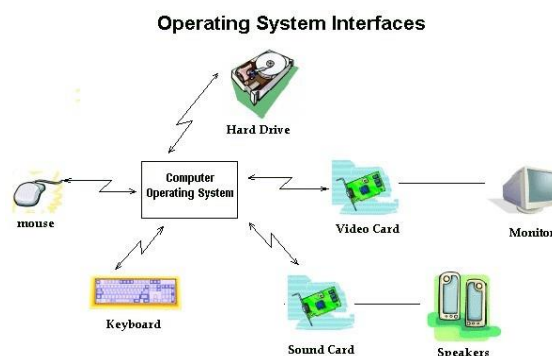 Operating System Interfaces
Hard Drive
Computer
Operating System
mouse
Video Card
Monitor
Keyboard
Sound Card
Speakers